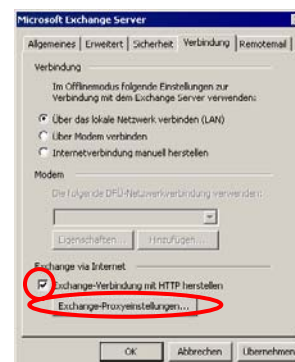 Microsoft Exchange Server
Allgemeines Erweitert Sicherheit Verbindung Remotemail
Verbindung
Im Offlinemodus folgende Einstellungen zur
Verbindung mit dem Exchange Server verwenden:
Über das lokale Netzwerk verbinden (LAN)
Über Modem verbinden
Internetverbindung manuell herstellen
Modem
Die folgende DFÜ-Netzwerkverbindung verwenden:
Eigenschaften... Hinzufügen...
Exchange via Internet
Exchange-Verbindung mit HTTP herstellen
Exchange-Proxyeinstellungen...
OK Abbrechen Übernehmen